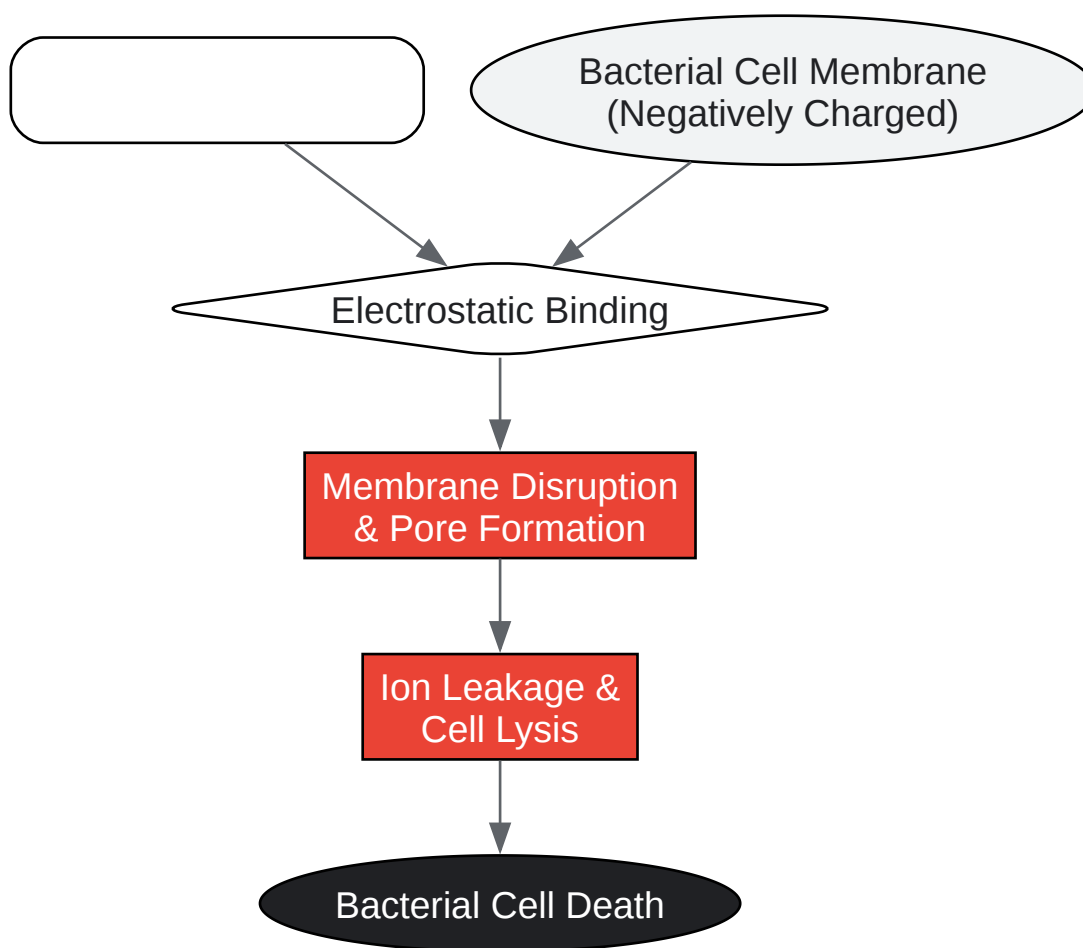 Bacterial Cell Membrane
(Negatively Charged)
Electrostatic Binding
Membrane Disruption
& Pore Formation
Ion Leakage &
Cell Lysis
Bacterial Cell Death